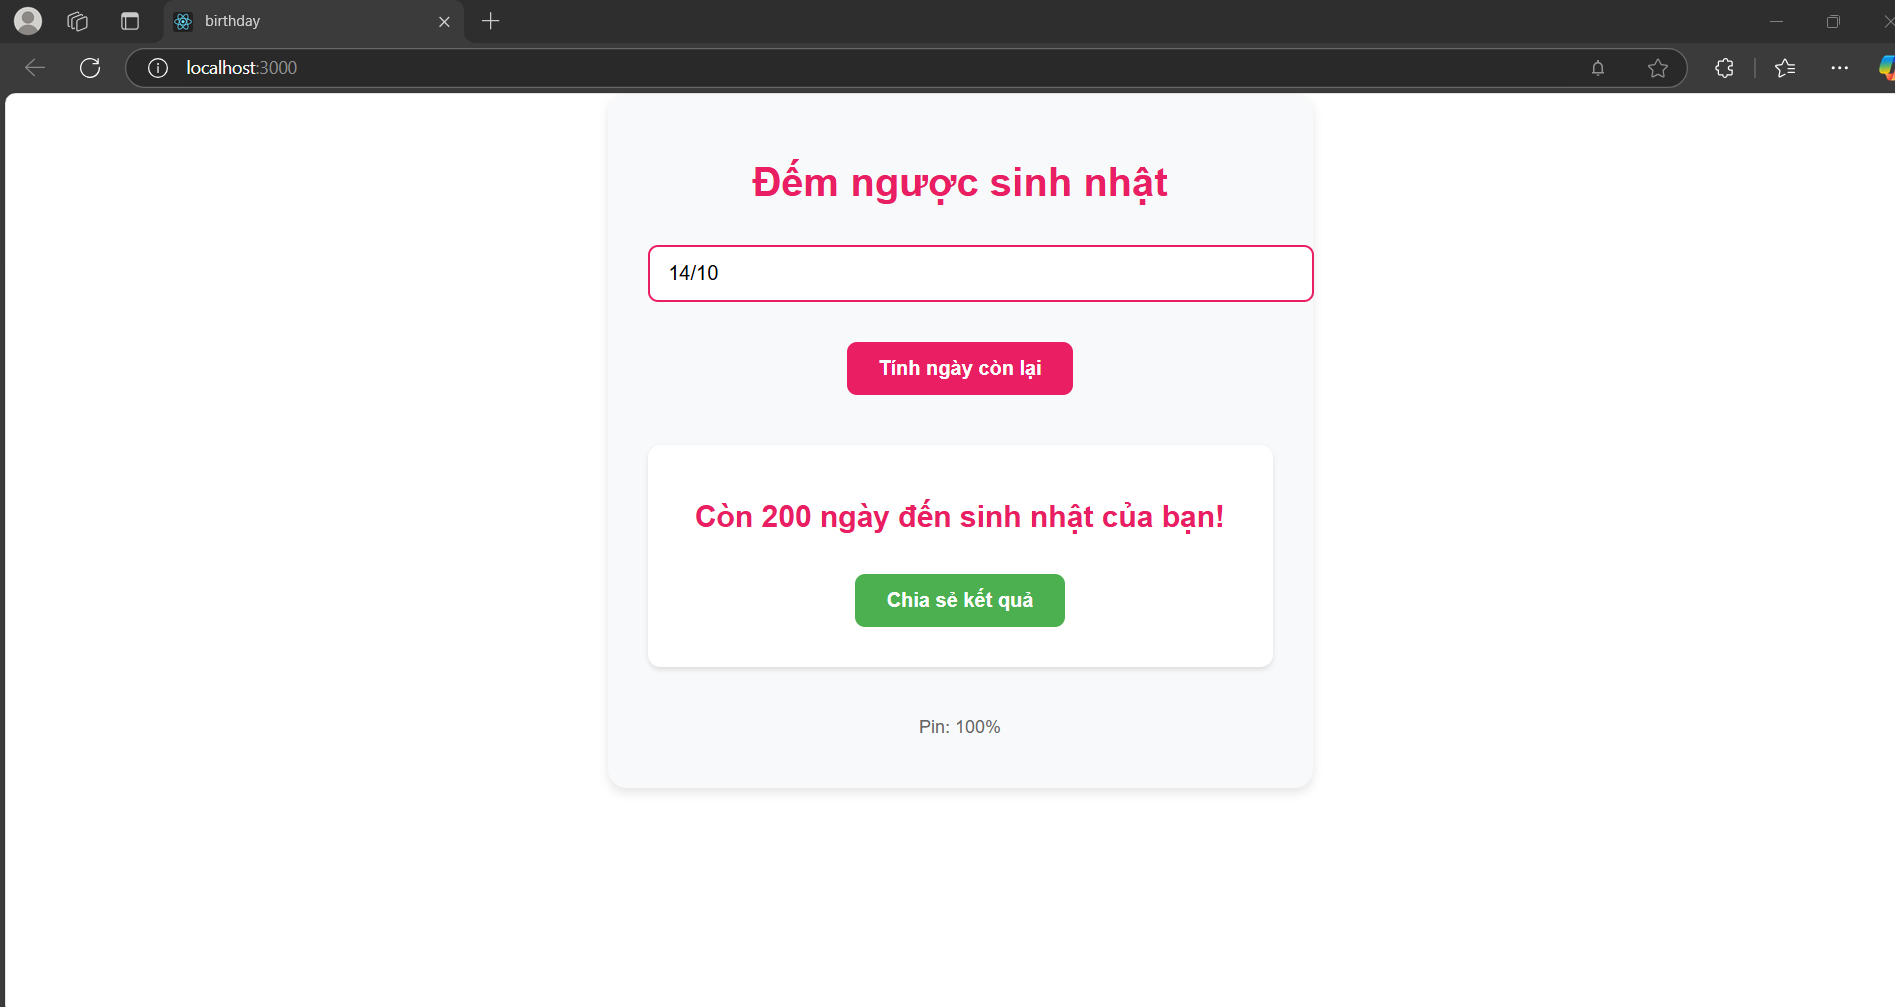 birthday
localhost:3000
Đếm ngược sinh nhật
14/10
Tính ngày còn lại
Còn 200 ngày đến sinh nhật của bạn!
Chia sẻ kết quả
Pin: 100%